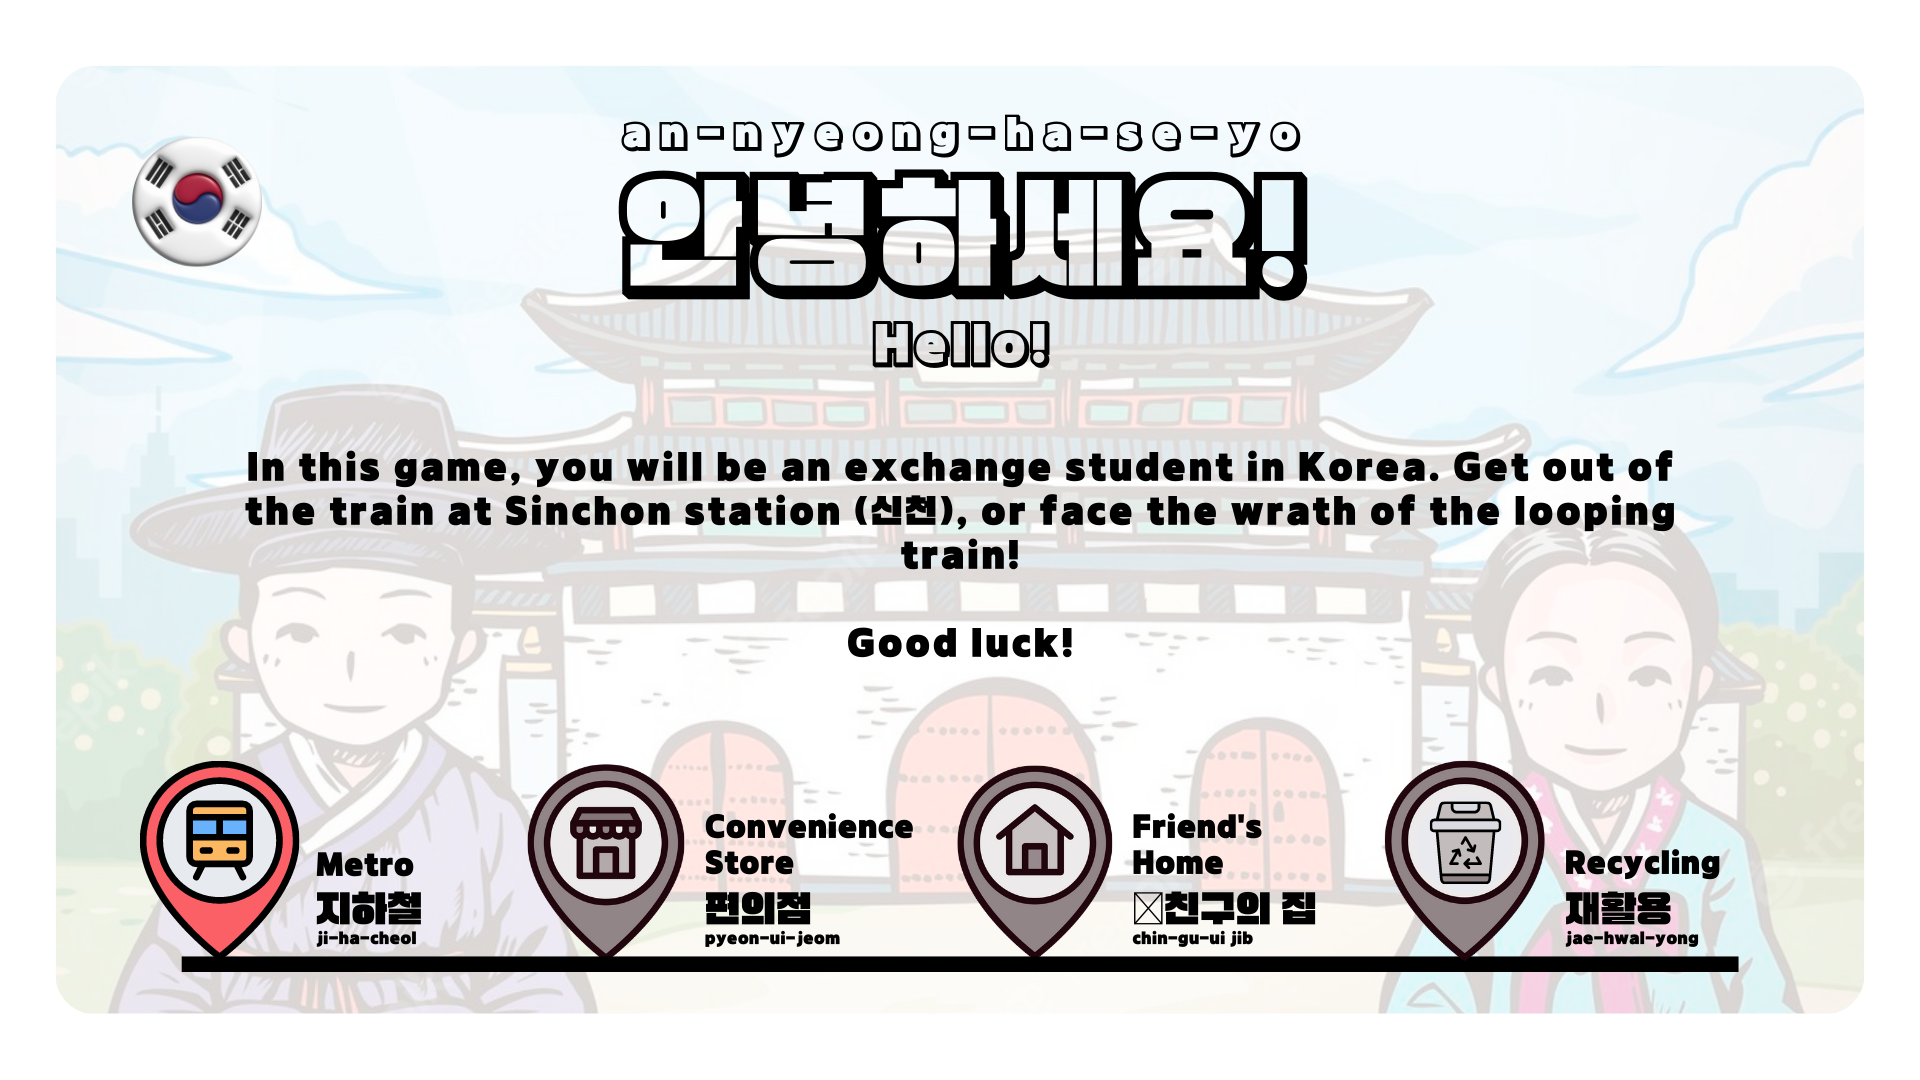 an-nyeong-ha-se-yo
안녕하세요!
Hello!
In this game, you will be an exchange student in Korea. Get out of
the train at Sinchon station (신천), or face the wrath of the looping
train!
Good luck!
Metro
지하철
ji-ha-cheol
Convenience
Store
편의점
pyeon-ui-jeom
Friend's
Home
친구의 집
chin-gu-ui jib
Recycling
재활용
jae-hwal-yong